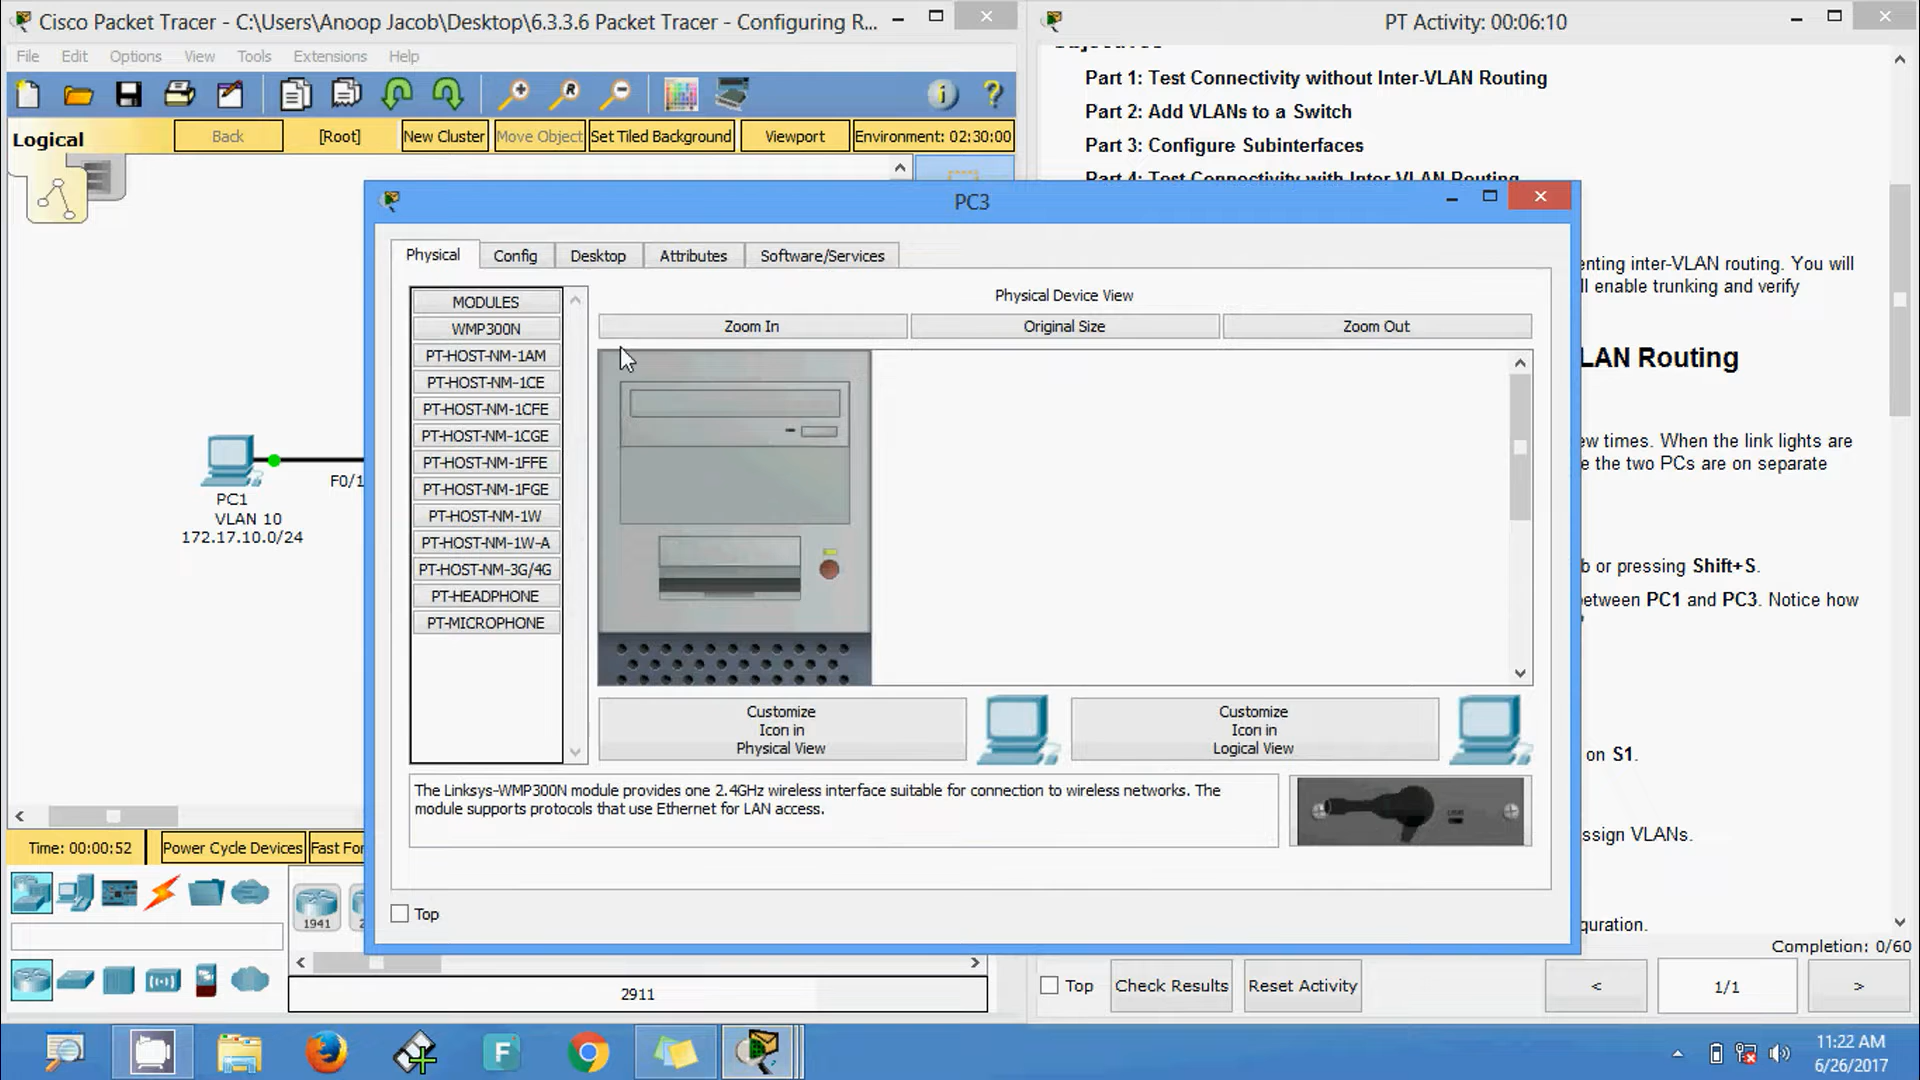 Cisco Packet Tracer - C:\Users\Anoop Jacob\Desktop\6.3.3.6 Packet Tracer - Configuring R...
File Edit Options View Tools Extensions Help
Logical
Back
[Root]
New Cluster
Move Object
Set Tiled Background
Viewport
Environment: 02:30:00
PC1
VLAN 10
172.17.10.0/24
F0/1
PC3
Physical
Config
Desktop
Attributes
Software/Services
MODULES
WMP300N
PT-HOST-NM-1AM
PT-HOST-NM-1CE
PT-HOST-NM-1CFE
PT-HOST-NM-1CGE
PT-HOST-NM-1FFE
PT-HOST-NM-1FGE
PT-HOST-NM-1W
PT-HOST-NM-1W-A
PT-HOST-NM-3G/4G
PT-HEADPHONE
PT-MICROPHONE
Physical Device View
Zoom In
Original Size
Zoom Out
Customize
Icon in
Physical View
Customize
Icon in
Logical View
The Linksys-WMP300N module provides one 2.4GHz wireless interface suitable for connection to wireless networks. The
module supports protocols that use Ethernet for LAN access.
Top
Time: 00:00:52
Power Cycle Devices
Fast For
1941
2
2911
PT Activity: 00:06:10
Part 1: Test Connectivity without Inter-VLAN Routing
Part 2: Add VLANs to a Switch
Part 3: Configure Subinterfaces
Part 4: Test Connectivity with Inter-VLAN Routing
enting inter-VLAN routing. You will
ll enable trunking and verify
LAN Routing
ew times. When the link lights are
e the two PCs are on separate
b or pressing Shift+S.
etween PC1 and PC3. Notice how
on S1.
ssign VLANs.
guration.
Completion: 0/60
Top
Check Results
Reset Activity
<
1/1
>
11:22 AM
6/26/2017